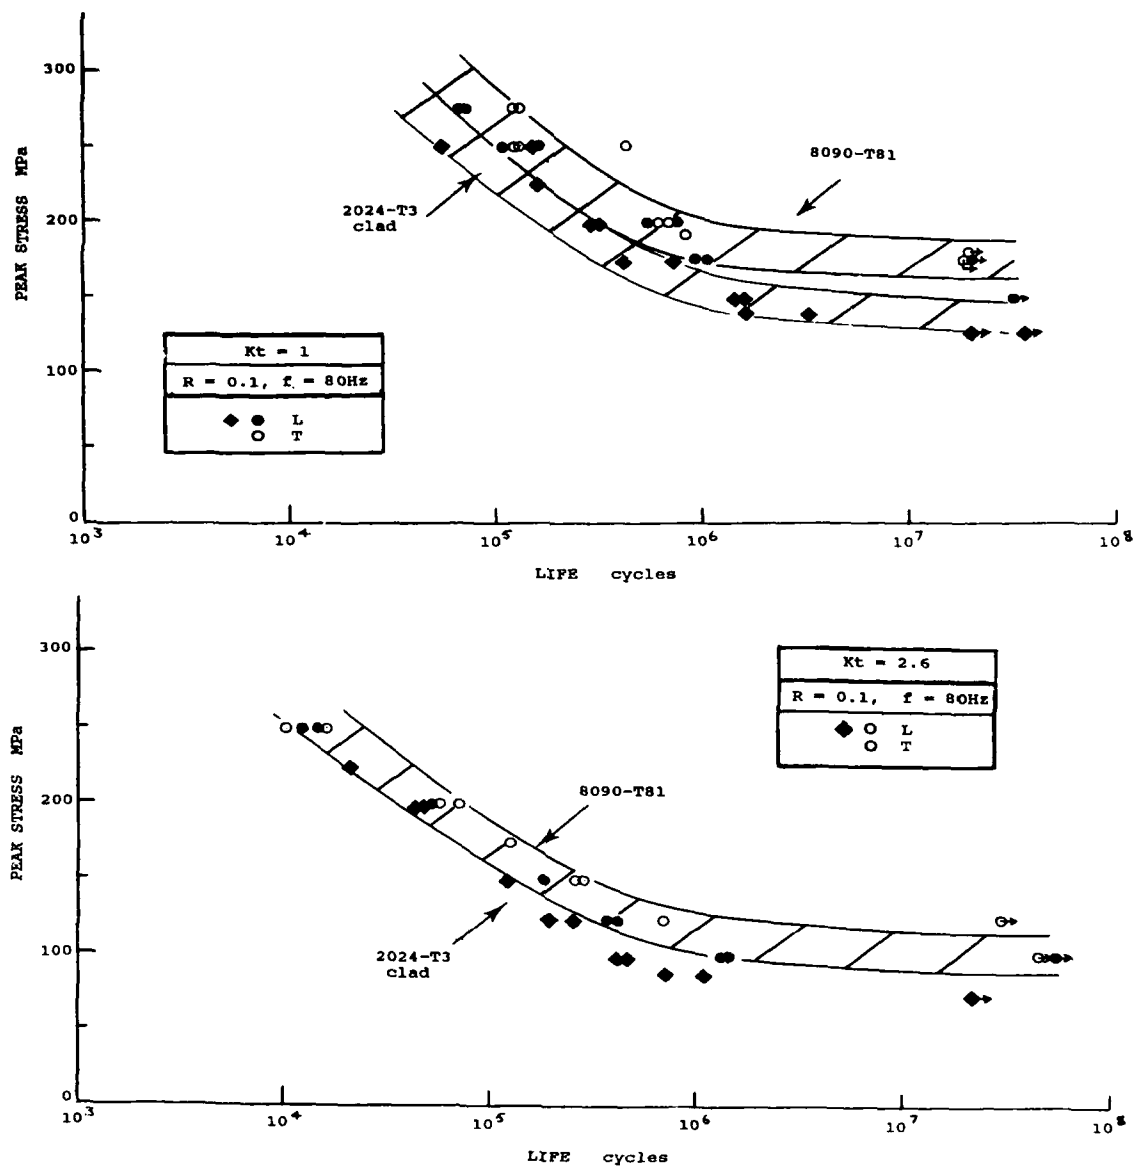 300
200
100
0
PEAK STRESS MPa
8090-T81
2024-T3
clad
Kt = 1
R = 0.1, f = 80Hz
L
T
10³ 10⁴ 10⁵ 10⁶ 10⁷ 10⁸
LIFE cycles
300
200
100
0
PEAK STRESS MPa
Kt = 2.6
R = 0.1, f = 80Hz
L
T
8090-T81
2024-T3
clad
10³ 10⁴ 10⁵ 10⁶ 10⁷ 10⁸
LIFE cycles